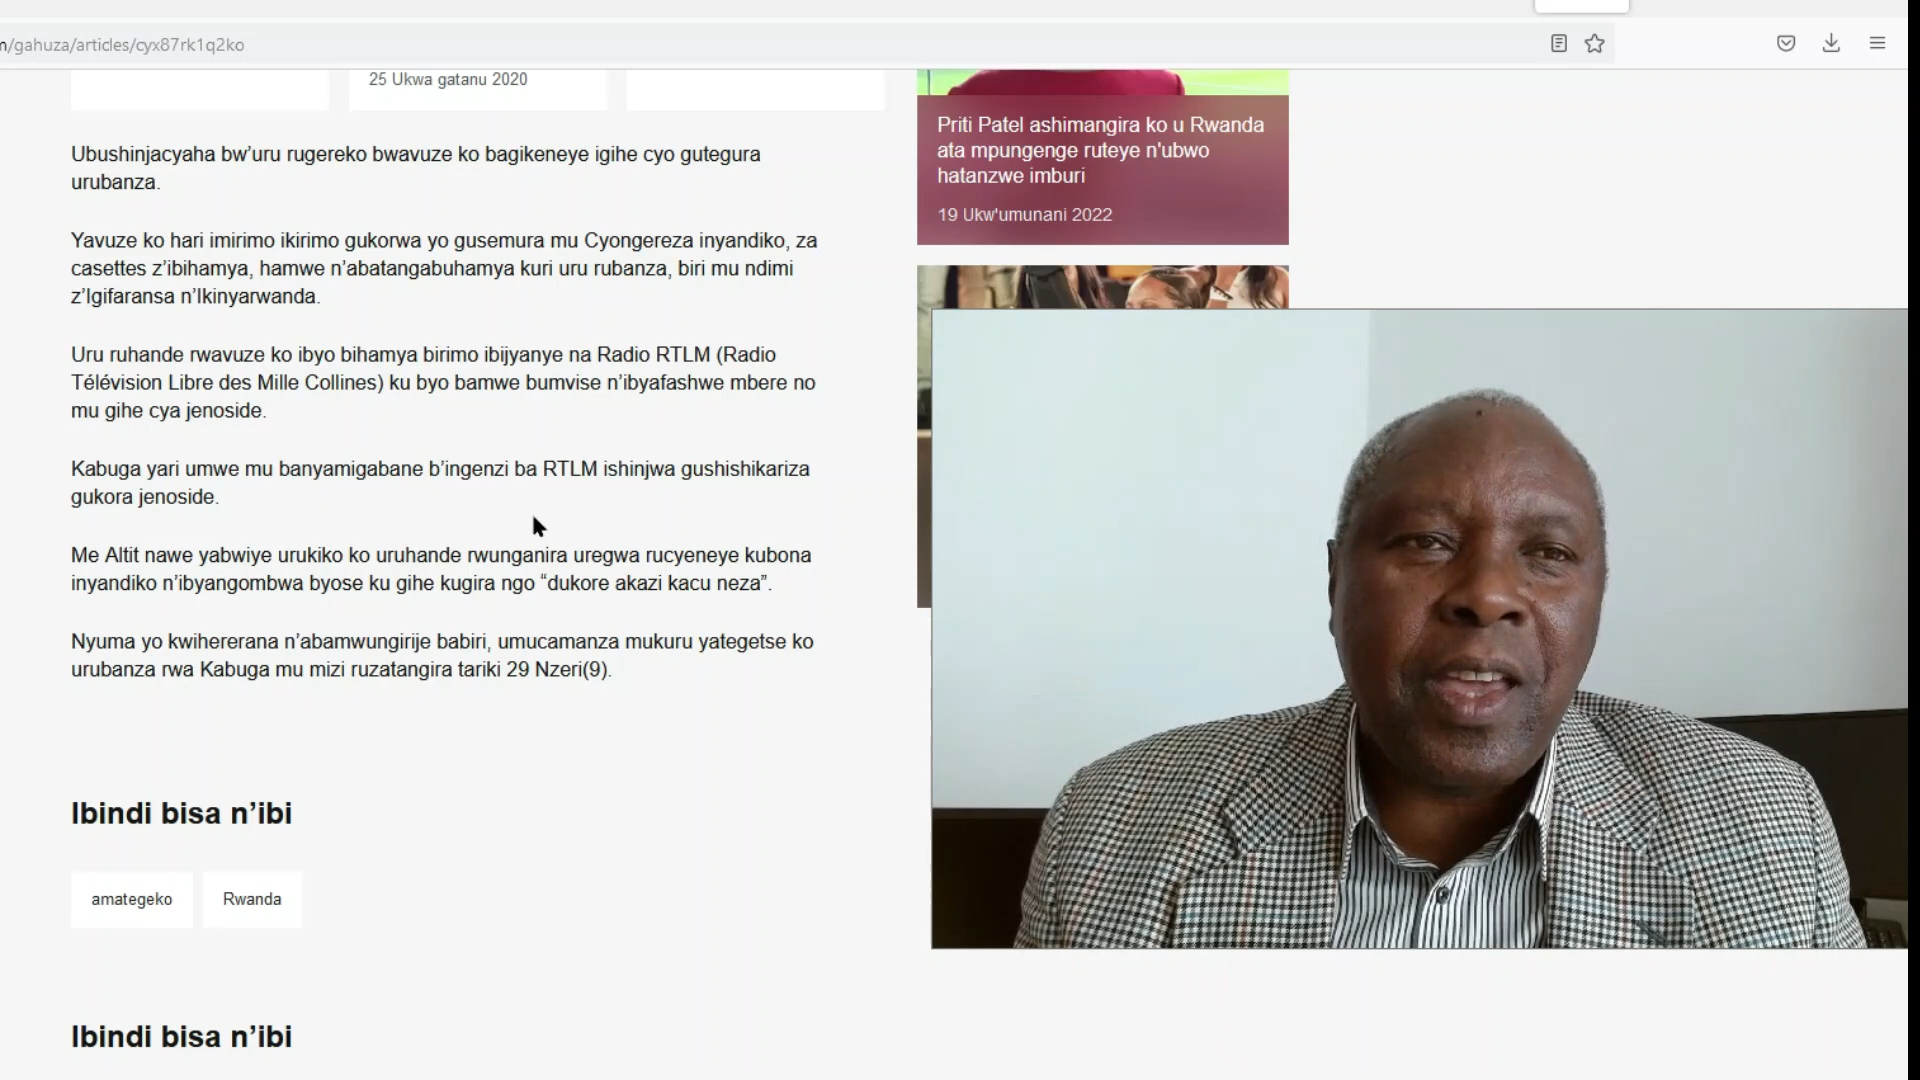 /gahuza/articles/cyx87rk1q2ko
25 Ukwa gatanu 2020
Ubushinjacyaha bw’uru rugereko bwavuze ko bagikeneye igihe cyo gutegura
urubanza.
Yavuze ko hari imirimo ikirimo gukorwa yo gusemura mu Cyongereza inyandiko, za
casettes z’ibihamya, hamwe n’abatangabuhamya kuri uru rubanza, biri mu ndimi
z’Igifaransa n’Ikinyarwanda.
Uru ruhande rwavuze ko ibyo bihamya birimo ibijyanye na Radio RTLM (Radio
Télévision Libre des Mille Collines) ku byo bamwe bumvise n’ibyafashwe mbere no
mu gihe cya jenoside.
Kabuga yari umwe mu banyamigabane b’ingenzi ba RTLM ishinjwa gushishikariza
gukora jenoside.
Me Altit nawe yabwiye urukiko ko uruhande rwunganira uregwa rucyeneye kubona
inyandiko n’ibyangombwa byose ku gihe kugira ngo “dukore akazi kacu neza”.
Nyuma yo kwihererana n’abamwungirije babiri, umucamanza mukuru yategetse ko
urubanza rwa Kabuga mu mizi ruzatangira tariki 29 Nzeri(9).
Ibindi bisa n’ibi
amategeko
Rwanda
Ibindi bisa n’ibi
Priti Patel ashimangira ko u Rwanda
ata mpungenge ruteye n'ubwo
hatanzwe imburi
19 Ukw'umunani 2022